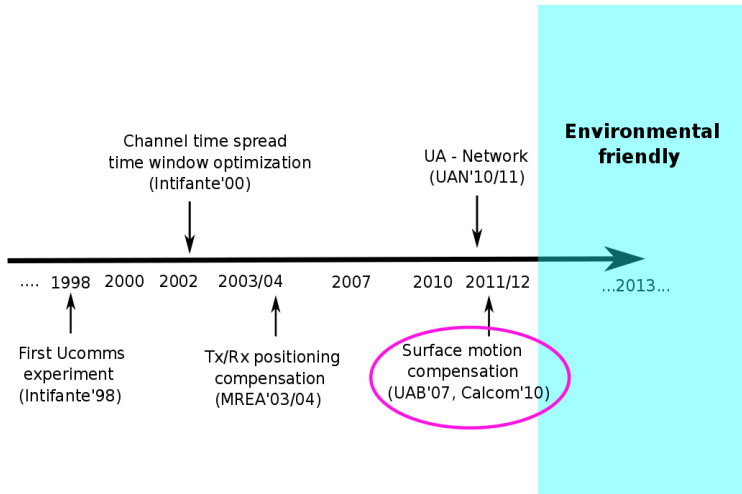 Channel time spread
time window optimization
(Intifante'00)
UA - Network
(UAN'10/11)
Environmental
friendly
.... 1998 2000 2002 2003/04 2007 2010 2011/12 ...2013...
First Ucomms
experiment
(Intifante'98)
Tx/Rx positioning
compensation
(MREA'03/04)
Surface motion
compensation
(UAB'07, Calcom'10)